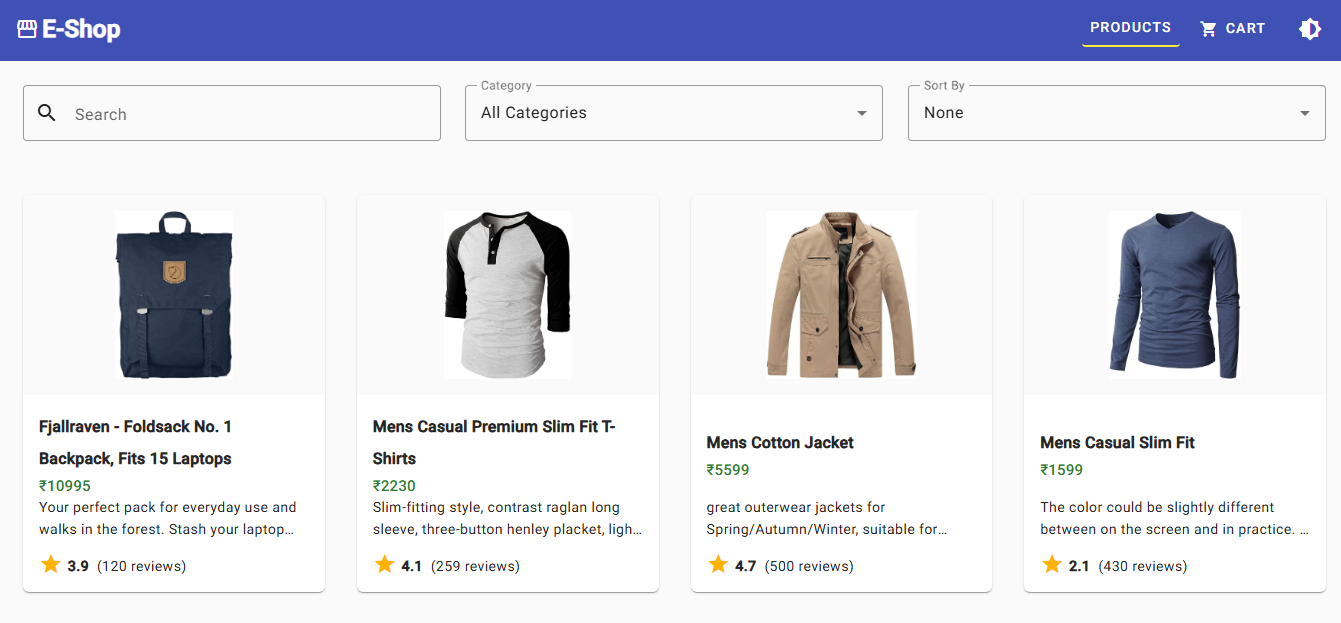 E-Shop
PRODUCTS
CART
Search
Category
All Categories
Sort By
None
Fjallraven - Foldsack No. 1
Backpack, Fits 15 Laptops
₹10995
Your perfect pack for everyday use and
walks in the forest. Stash your laptop…
3.9 (120 reviews)
Mens Casual Premium Slim Fit T-
Shirts
₹2230
Slim-fitting style, contrast raglan long
sleeve, three-button henley placket, ligh…
4.1 (259 reviews)
Mens Cotton Jacket
₹5599
great outerwear jackets for
Spring/Autumn/Winter, suitable for…
4.7 (500 reviews)
Mens Casual Slim Fit
₹1599
The color could be slightly different
between on the screen and in practice. …
2.1 (430 reviews)